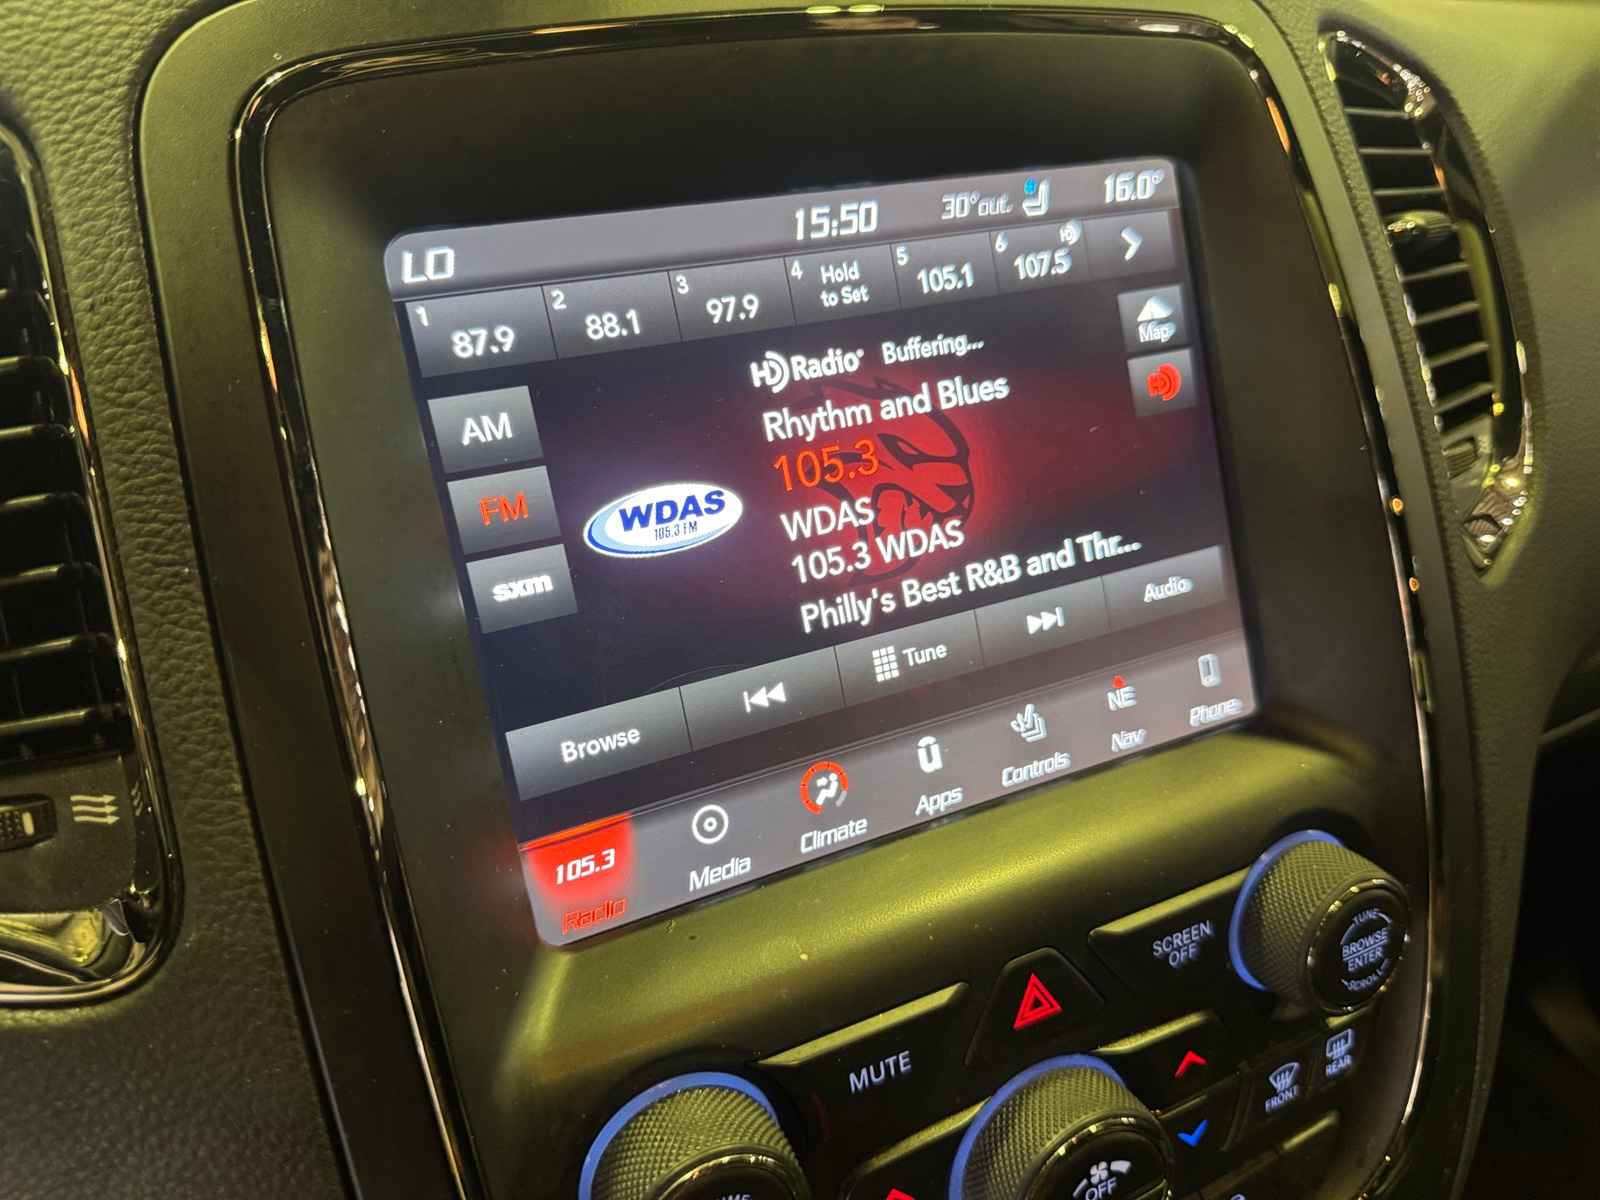 LO
15:50
30°out.
16.0°
1
87.9
2
88.1
3
97.9
4
Hold
to Set
5
105.1
6
HD
107.5
Map
HD Radio® Buffering...
HD
AM
Rhythm and Blues
105.3
FM
WDAS
105.3 FM
WDAS
105.3 WDAS
sxm
Philly's Best R&B and Thr...
Browse
Tune
Audio
105.3
Radio
Media
Climate
Apps
Controls
NE
Nav
Phone
SCREEN
OFF
TUNE
BROWSE
ENTER
SCROLL
MUTE
FRONT
REAR
OFF